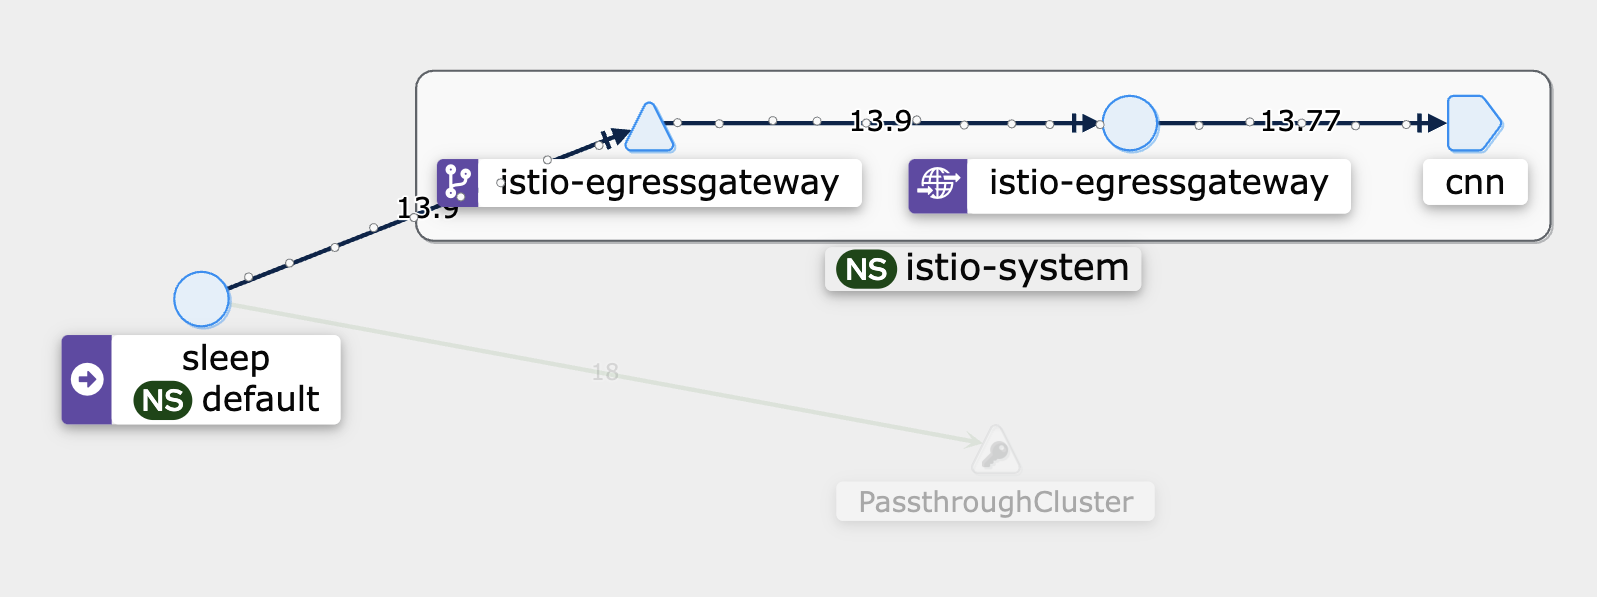 13.9
13.77
istio-egressgateway
istio-egressgateway
cnn
13.9
NS istio-system
sleep
NS default
18
PassthroughCluster